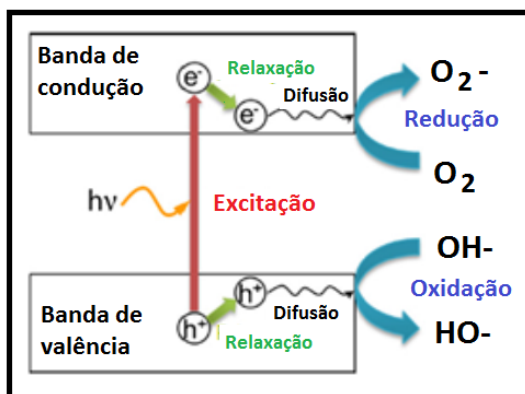 Banda de
condução
e-
Relaxação
e-
Difusão
O2 -
Redução
O2
hν
Excitação
OH-
Oxidação
HO-
Banda de
valência
h+
h+
Difusão
Relaxação